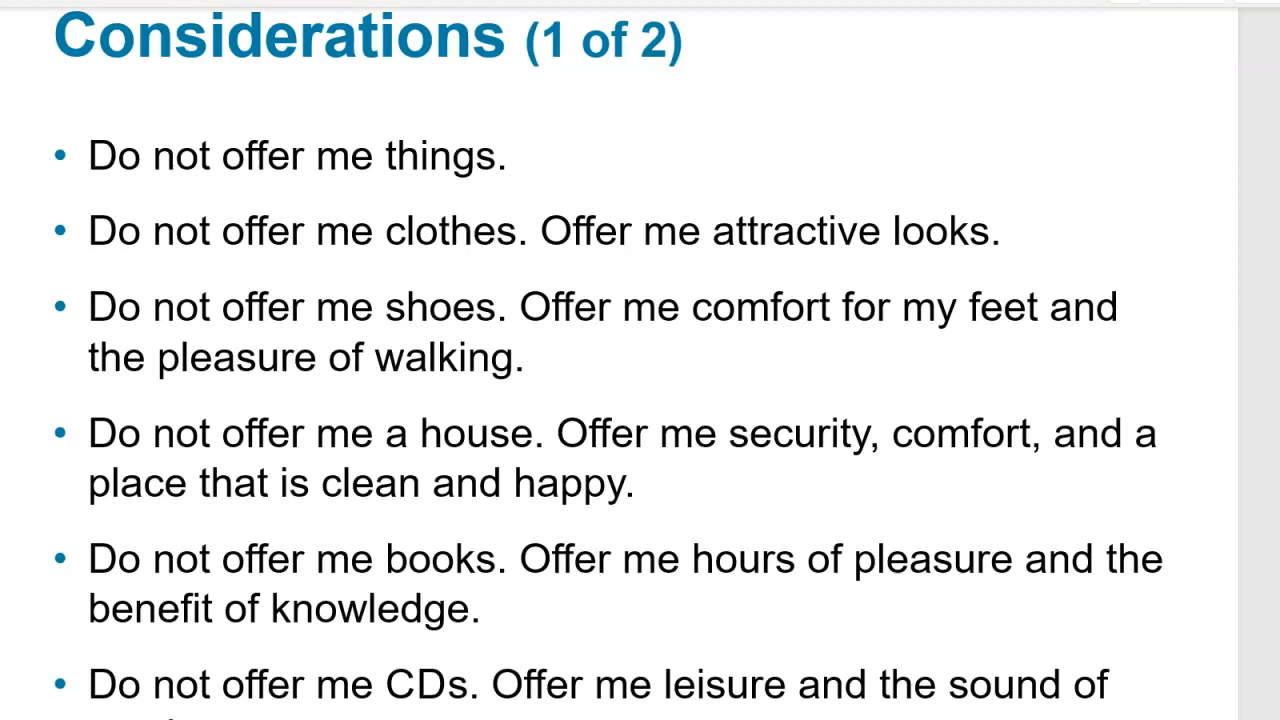 Considerations (1 of 2)
• Do not offer me things.
• Do not offer me clothes. Offer me attractive looks.
• Do not offer me shoes. Offer me comfort for my feet and
the pleasure of walking.
• Do not offer me a house. Offer me security, comfort, and a
place that is clean and happy.
• Do not offer me books. Offer me hours of pleasure and the
benefit of knowledge.
• Do not offer me CDs. Offer me leisure and the sound of